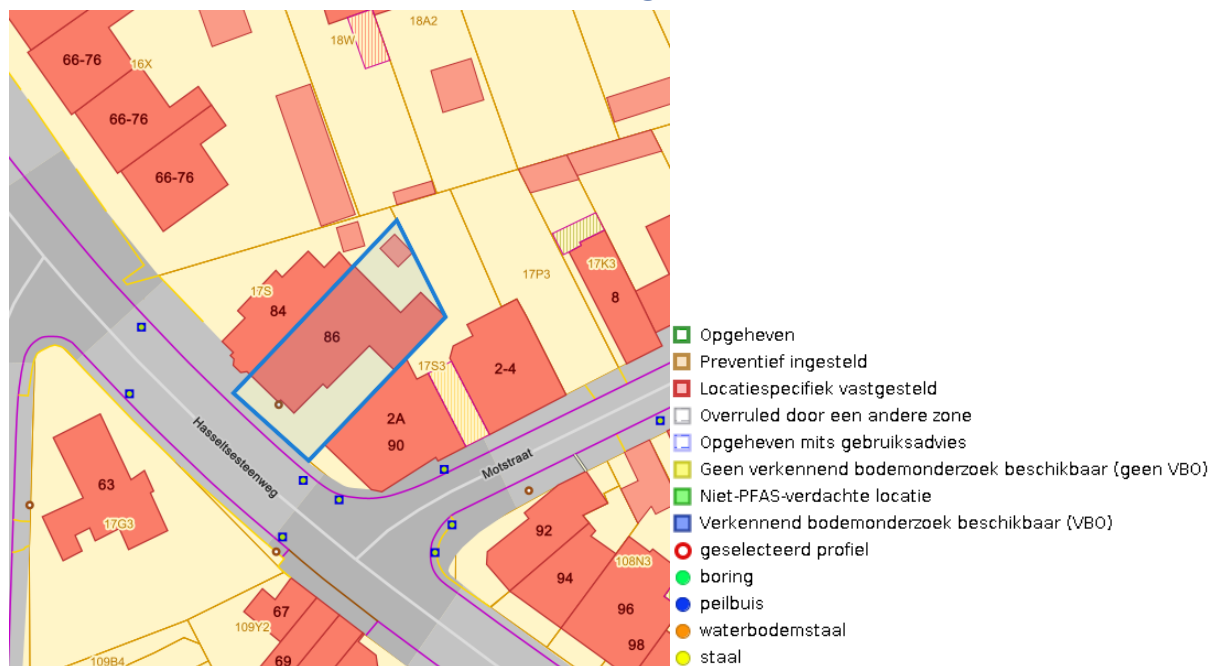 18A2
18W
66-76
16X
66-76
66-76
17P3
17K3
17S
84
8
86
17S3
2-4
2A
90
Hasseltsesteenweg
Motstraat
63
17G3
92
94
108N3
96
98
67
109Y2
69
109B4
Opgeheven
Preventief ingesteld
Locatiespecifiek vastgesteld
Overruled door een andere zone
Opgeheven mits gebruiksadvies
Geen verkennend bodemonderzoek beschikbaar (geen VBO)
Niet-PFAS-verdachte locatie
Verkennend bodemonderzoek beschikbaar (VBO)
geselecteerd profiel
boring
peilbuis
waterbodemstaal
staal